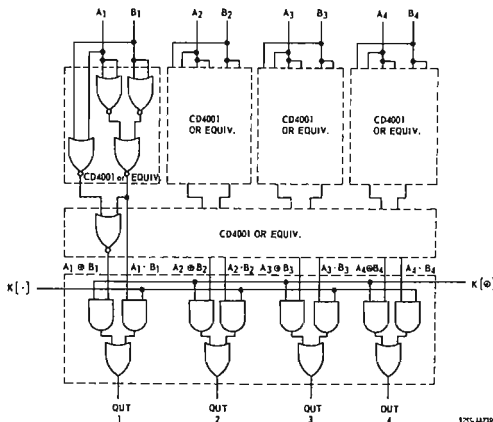 A1 B1 A2 B2 A3 B3 A4 B4
CD4001 or EQUIV.
CD4001
OR EQUIV.
CD4001
OR EQUIV.
CD4001
OR EQUIV.
CD4001 OR EQUIV.
A1 ⊕ B1 A1 · B1 A2 ⊕ B2 A2 · B2 A3 ⊕ B3 A3 · B3 A4 ⊕ B4 A4 · B4
K[·] K[⊕]
OUT OUT OUT OUT
1 2 3 4